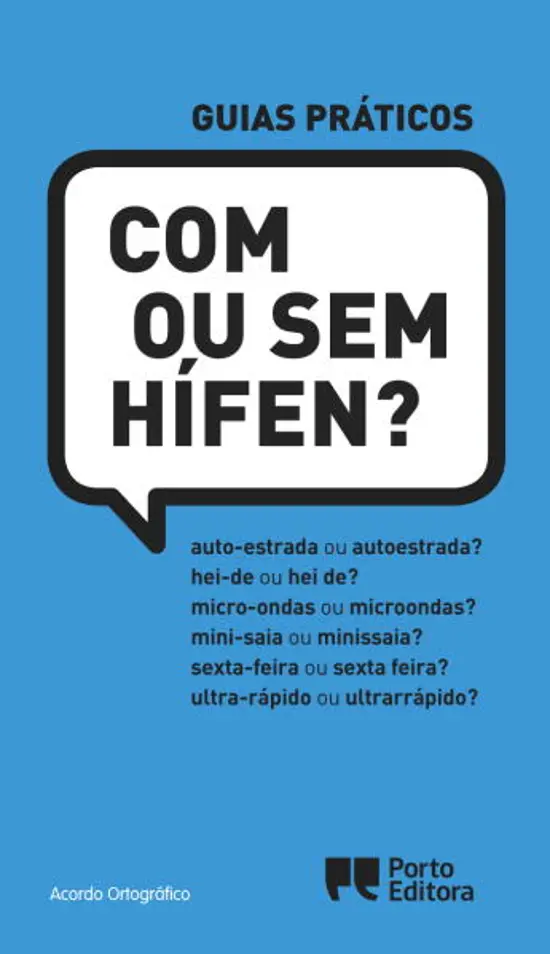 GUIAS PRÁTICOS
COM
OU SEM
HÍFEN?
auto-estrada ou autoestrada?
hei-de ou hei de?
micro-ondas ou microondas?
mini-saia ou minissaia?
sexta-feira ou sexta feira?
ultra-rápido ou ultrarrápido?
Acordo Ortográfico
Porto
Editora